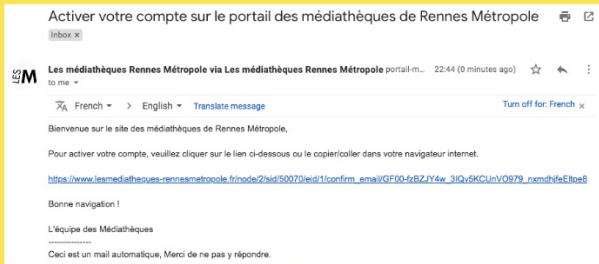 Activer votre compte sur le portail des médiathèques de Rennes Métropole
Inbox ×
LES M
Les médiathèques Rennes Métropole via Les médiathèques Rennes Métropole portail-m... 22:44 (0 minutes ago)
to me
French > English Translate message Turn off for: French ×
Bienvenue sur le site des médiathèques de Rennes Métropole,
Pour activer votre compte, veuillez cliquer sur le lien ci-dessous ou le copier/coller dans votre navigateur internet.
https://www.lesmediatheques-rennesmetropole.fr/node/2/sid/50070/eid/1/confirm_email/GF00-fzBZJY4w_3IQv5KCUnVO979_nxmdhjfeEltpe8
Bonne navigation !
L'équipe des Médiathèques
---------------
Ceci est un mail automatique, Merci de ne pas y répondre.